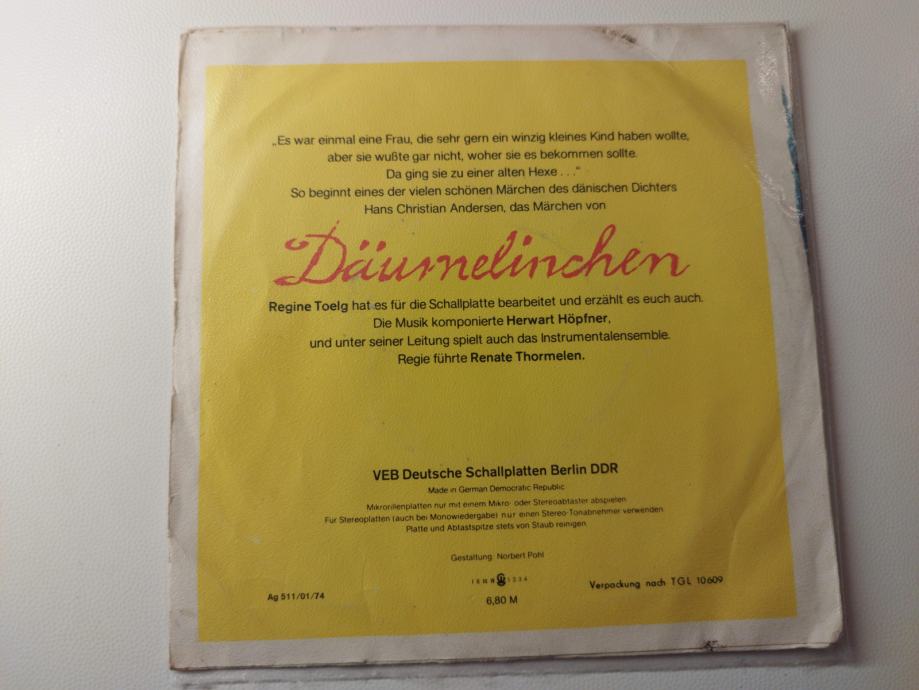 „Es war einmal eine Frau, die sehr gern ein winzig kleines Kind haben wollte,
aber sie wußte gar nicht, woher sie es bekommen sollte.
Da ging sie zu einer alten Hexe . . .“
So beginnt eines der vielen schönen Märchen des dänischen Dichters
Hans Christian Andersen, das Märchen von
Däumelinchen
Regine Toelg hat es für die Schallplatte bearbeitet und erzählt es euch auch.
Die Musik komponierte Herwart Höpfner,
und unter seiner Leitung spielt auch das Instrumentalensemble.
Regie führte Renate Thormelen.
VEB Deutsche Schallplatten Berlin DDR
Made in German Democratic Republic
Mikrorillenplatten nur mit einem Mikro- oder Stereoabtaster abspielen
Für Stereoplatten (auch bei Monowiedergabe) nur einen Stereo-Tonabnehmer verwenden
Platte und Abtastspitze stets von Staub reinigen
Gestaltung: Norbert Pohl
Ag 511/01/74
6,80 M
Verpackung nach TGL 10609